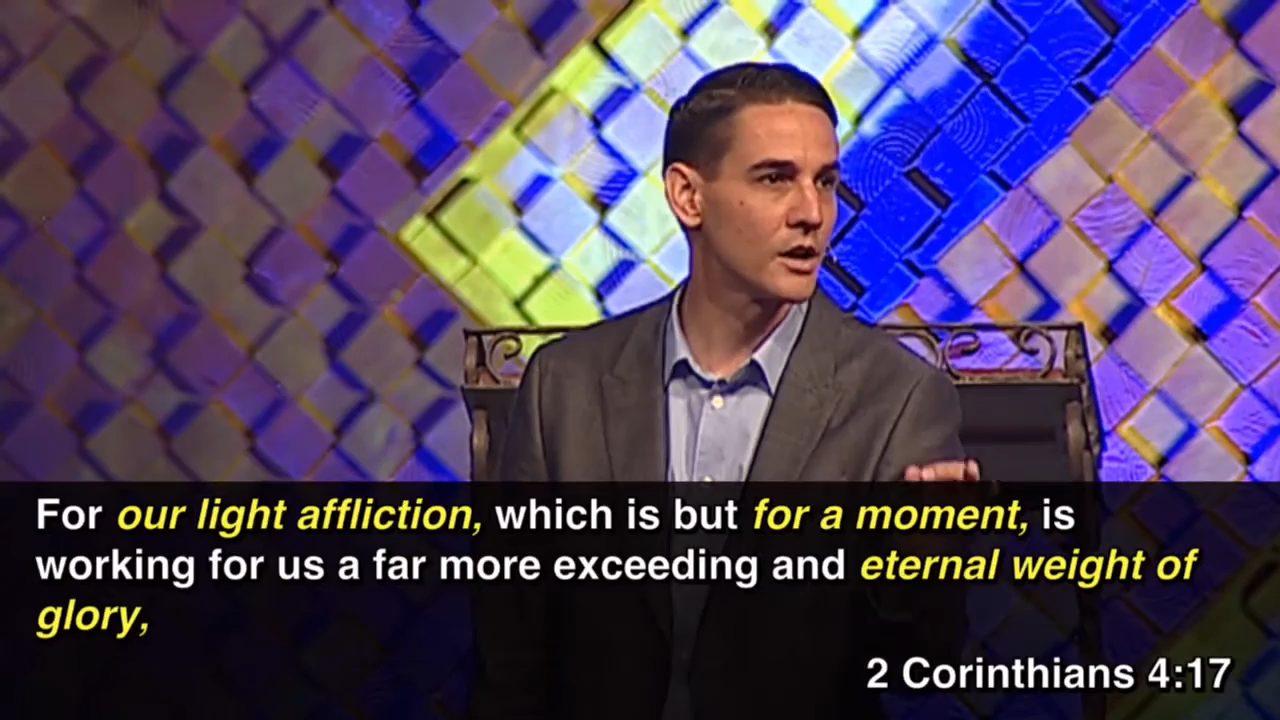 For our light affliction, which is but for a moment, is
working for us a far more exceeding and eternal weight of
glory,
2 Corinthians 4:17